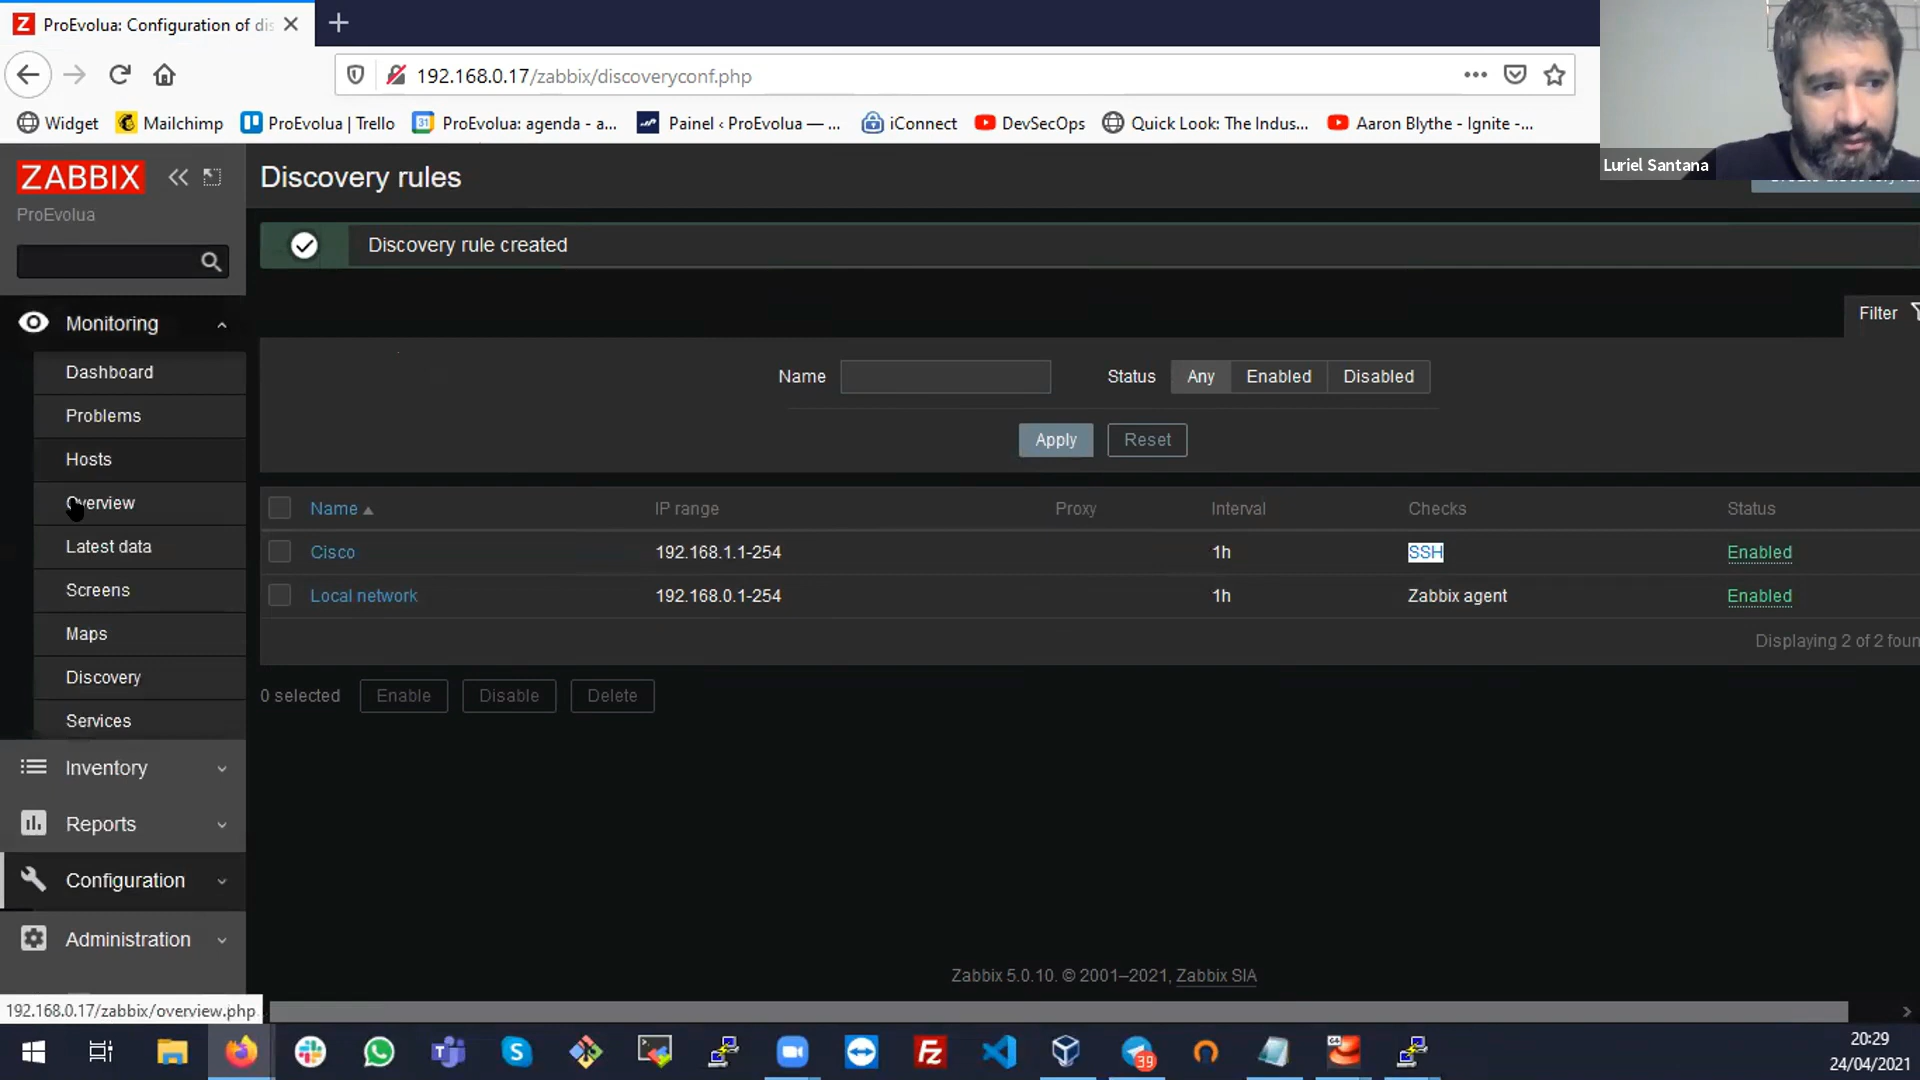 ProEvolua: Configuration of dis
192.168.0.17/zabbix/discoveryconf.php
Widget
Mailchimp
ProEvolua | Trello
31
ProEvolua: agenda - a...
Painel ‹ ProEvolua — ...
iConnect
DevSecOps
Quick Look: The Indus...
Aaron Blythe - Ignite -...
Luriel Santana
ZABBIX
ProEvolua
Discovery rules
Discovery rule created
Monitoring
Dashboard
Problems
Hosts
Overview
Latest data
Screens
Maps
Discovery
Services
Inventory
Reports
Configuration
Administration
Filter
Name
Status
Any
Enabled
Disabled
Apply
Reset
Name IP range Proxy Interval Checks Status
Cisco 192.168.1.1-254 1h SSH Enabled
Local network 192.168.0.1-254 1h Zabbix agent Enabled
Displaying 2 of 2 foun
0 selected Enable Disable Delete
Zabbix 5.0.10. © 2001–2021, Zabbix SIA
192.168.0.17/zabbix/overview.php
39
20:29
24/04/2021